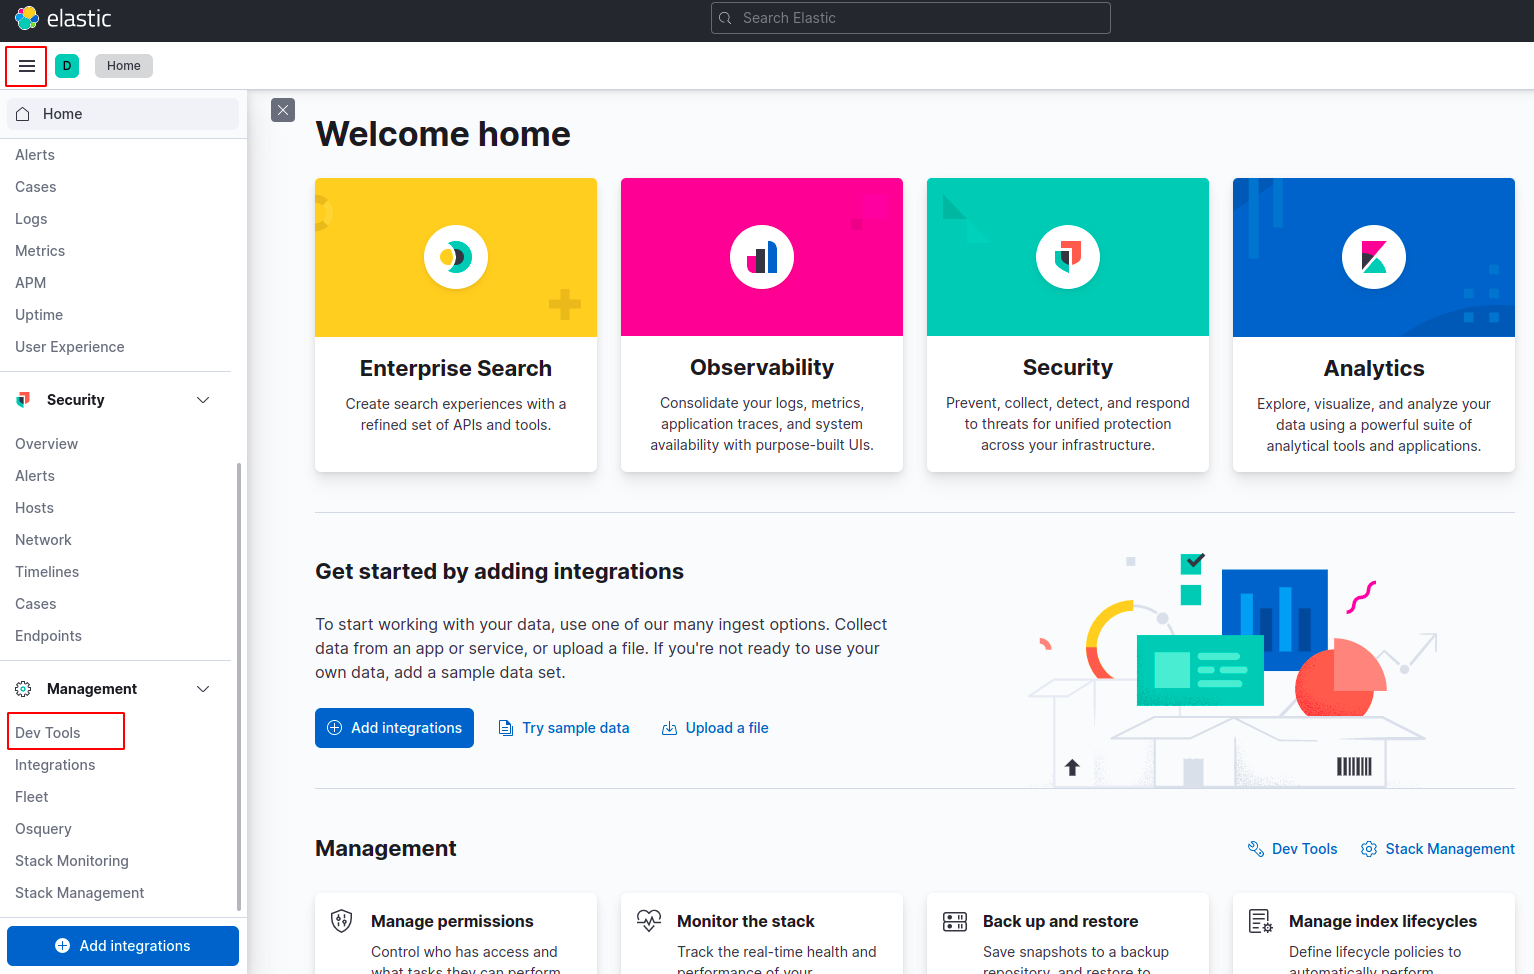 elastic
Search Elastic
D
Home
Home
Alerts
Cases
Logs
Metrics
APM
Uptime
User Experience
Security
Overview
Alerts
Hosts
Network
Timelines
Cases
Endpoints
Management
Dev Tools
Integrations
Fleet
Osquery
Stack Monitoring
Stack Management
Add integrations
Welcome home
Enterprise Search
Create search experiences with a
refined set of APIs and tools.
Observability
Consolidate your logs, metrics,
application traces, and system
availability with purpose-built UIs.
Security
Prevent, collect, detect, and respond
to threats for unified protection
across your infrastructure.
Analytics
Explore, visualize, and analyze your
data using a powerful suite of
analytical tools and applications.
Get started by adding integrations
To start working with your data, use one of our many ingest options. Collect
data from an app or service, or upload a file. If you're not ready to use your
own data, add a sample data set.
Add integrations
Try sample data
Upload a file
Management
Dev Tools
Stack Management
Manage permissions
Control who has access and
what tasks they can perform
Monitor the stack
Track the real-time health and
performance of your
Back up and restore
Save snapshots to a backup
repository, and restore to
Manage index lifecycles
Define lifecycle policies to
automatically perform